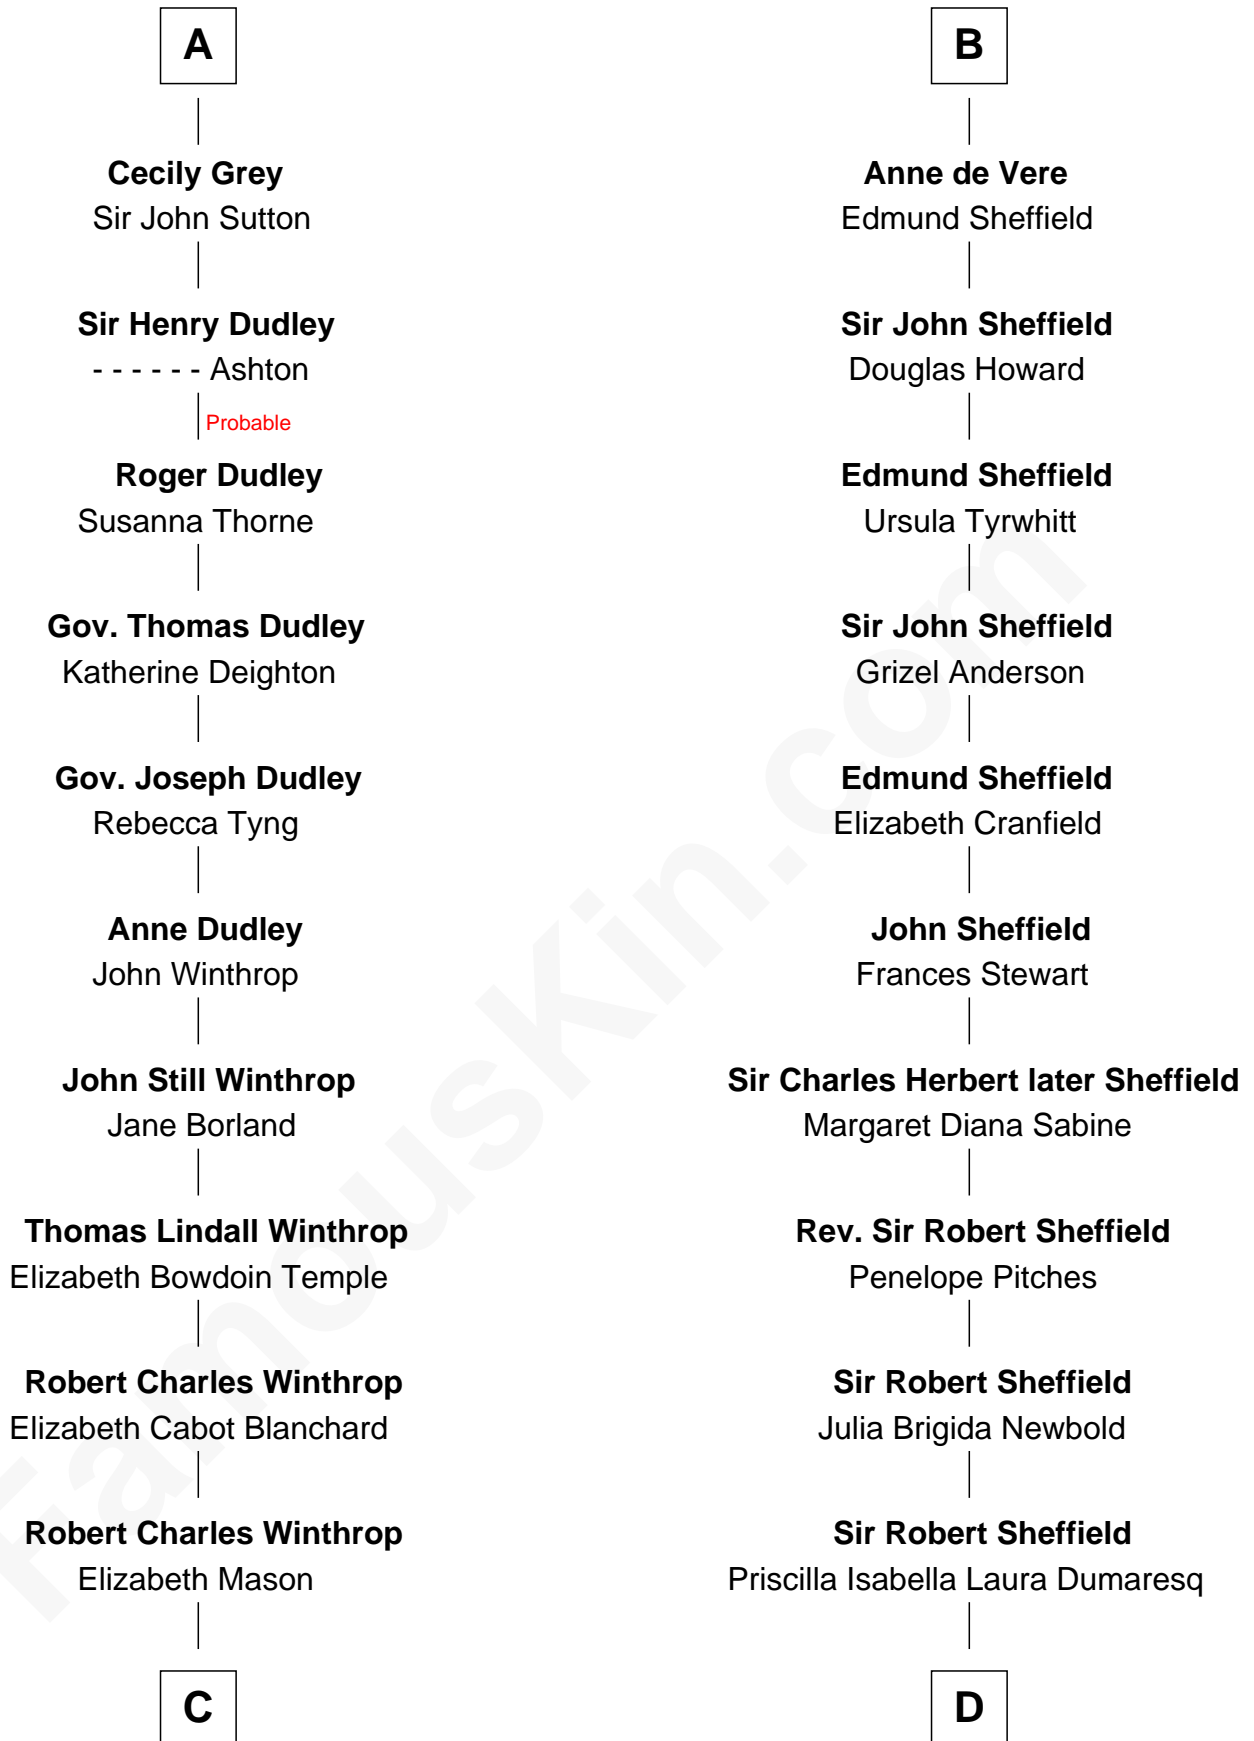 A
Cecily Grey
Sir John Sutton
Sir Henry Dudley
- - - - - - Ashton
Probable
Roger Dudley
Susanna Thorne
Gov. Thomas Dudley
Katherine Deighton
Gov. Joseph Dudley
Rebecca Tyng
Anne Dudley
John Winthrop
John Still Winthrop
Jane Borland
Thomas Lindall Winthrop
Elizabeth Bowdoin Temple
Robert Charles Winthrop
Elizabeth Cabot Blanchard
Robert Charles Winthrop
Elizabeth Mason
C
B
Anne de Vere
Edmund Sheffield
Sir John Sheffield
Douglas Howard
Edmund Sheffield
Ursula Tyrwhitt
Sir John Sheffield
Grizel Anderson
Edmund Sheffield
Elizabeth Cranfield
John Sheffield
Frances Stewart
Sir Charles Herbert later Sheffield
Margaret Diana Sabine
Rev. Sir Robert Sheffield
Penelope Pitches
Sir Robert Sheffield
Julia Brigida Newbold
Sir Robert Sheffield
Priscilla Isabella Laura Dumaresq
D
FamousKin.com